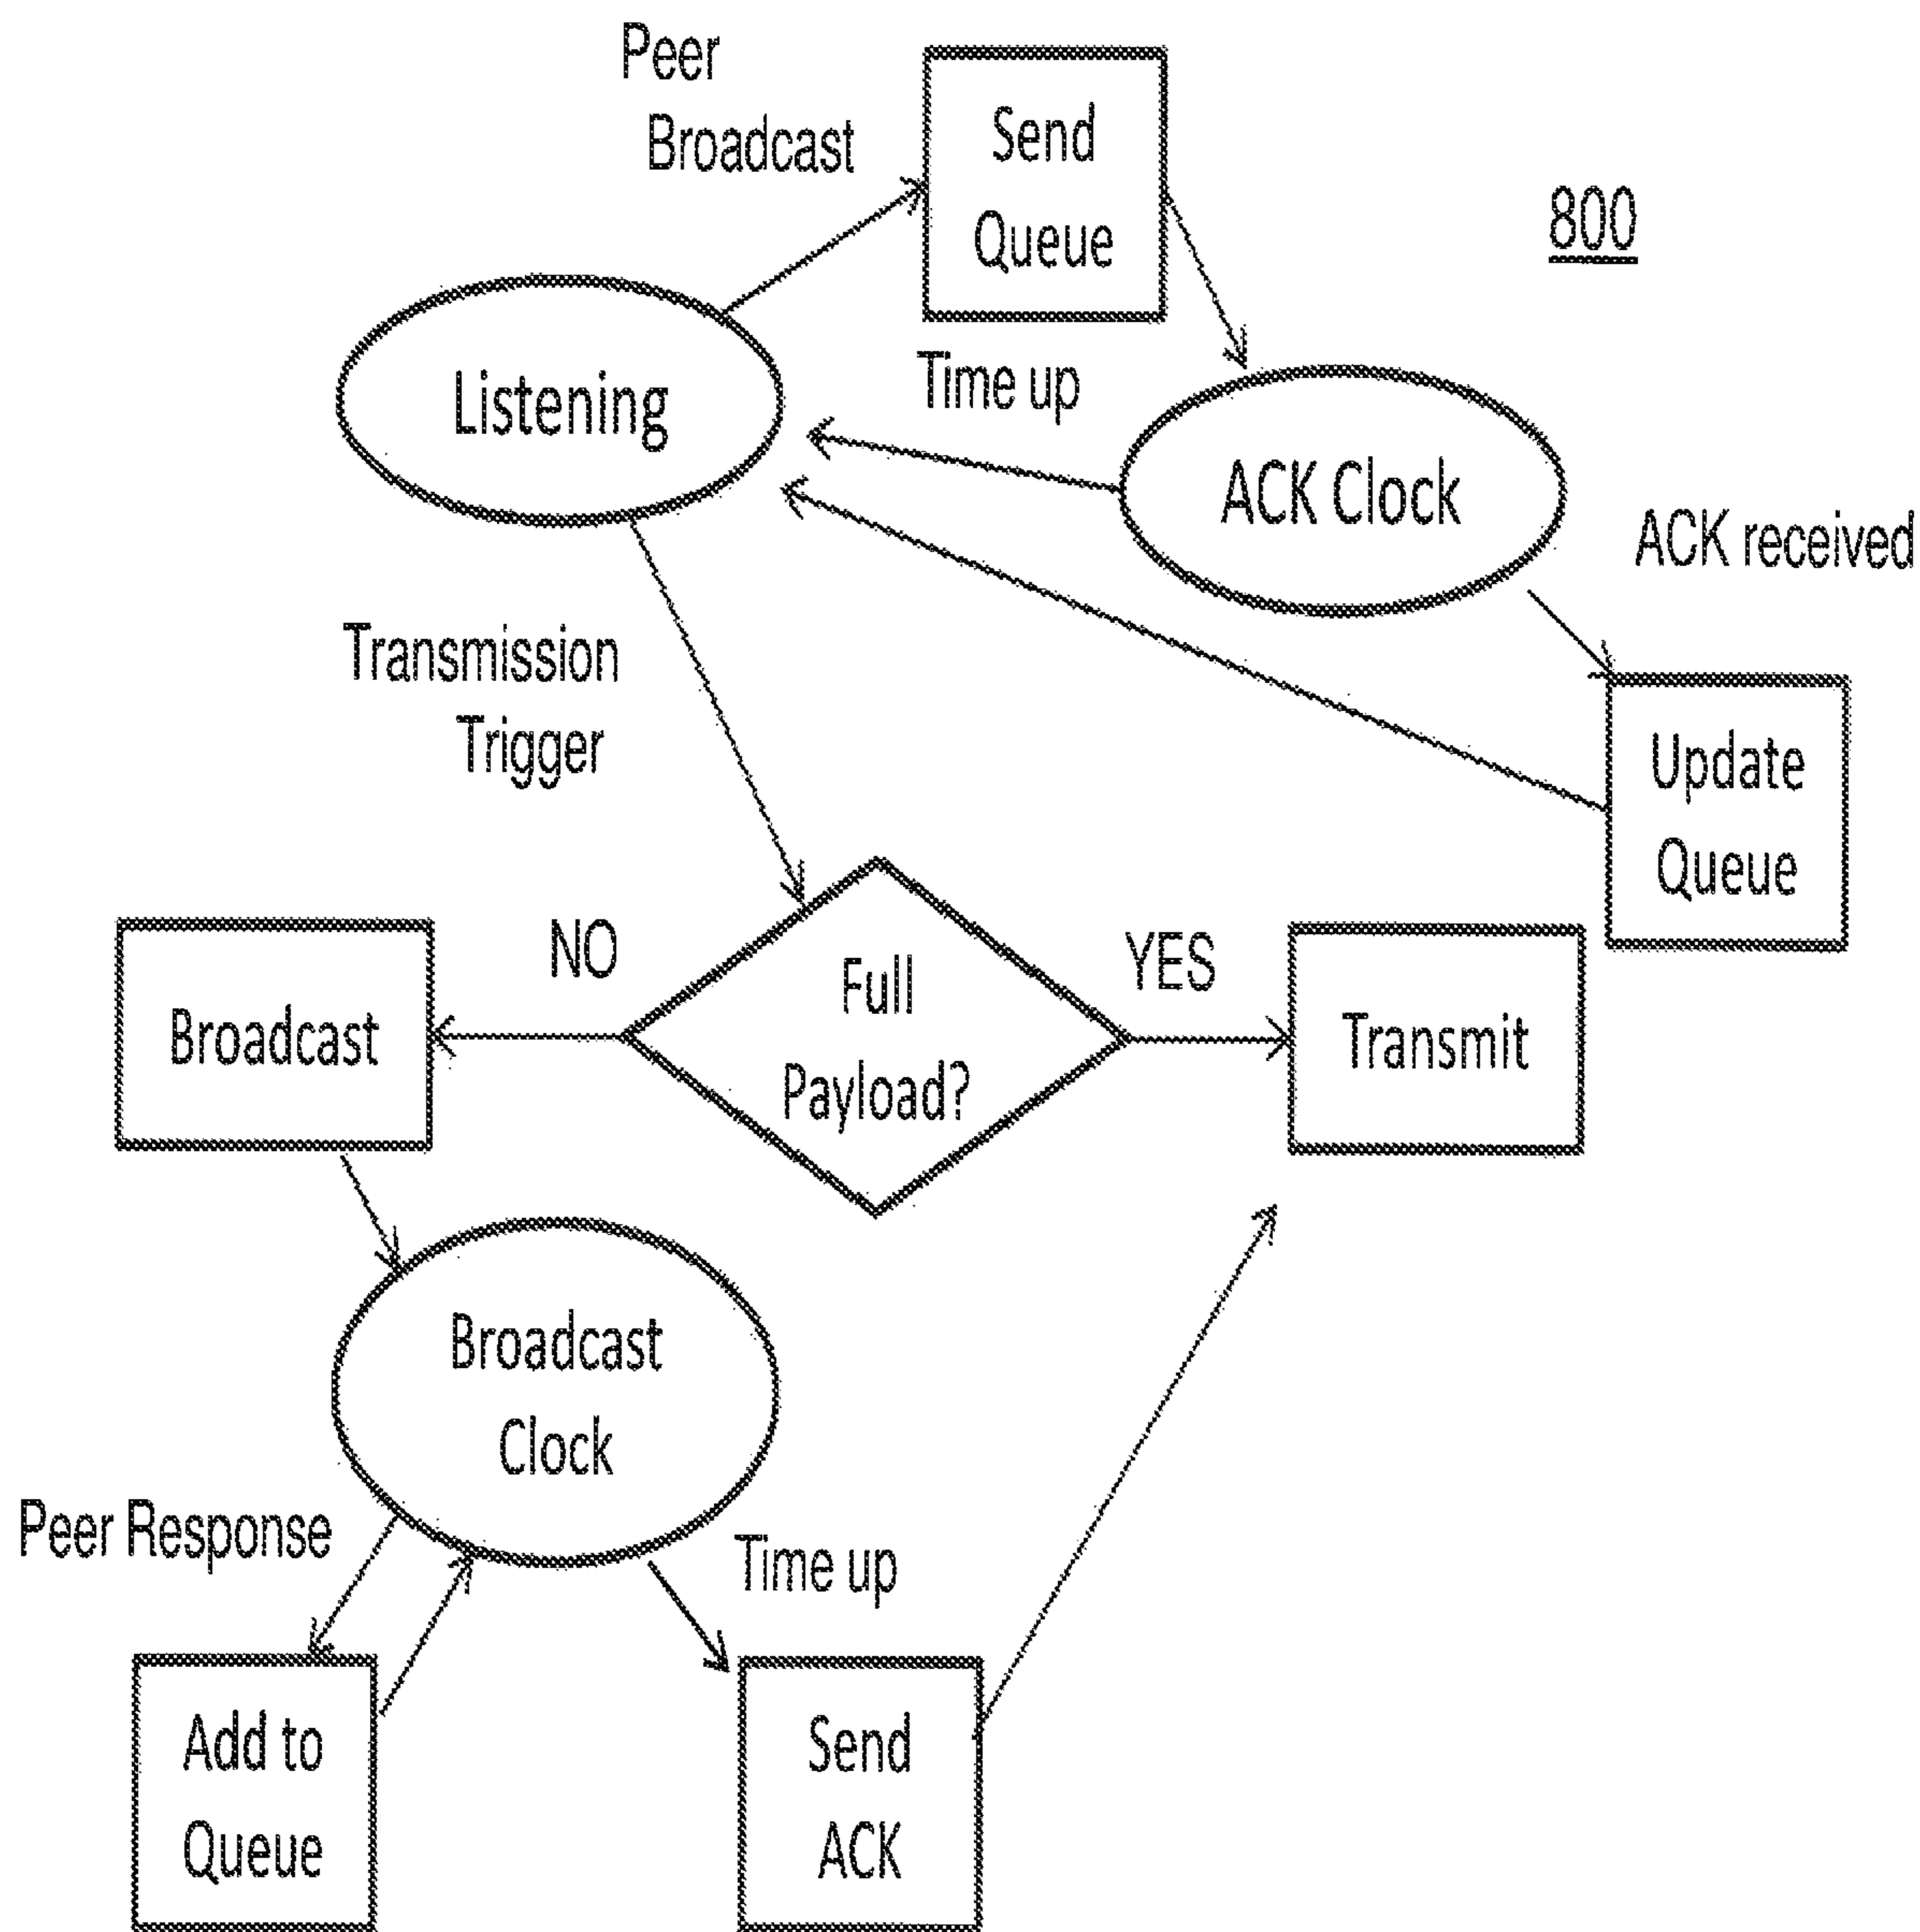 Peer
Broadcast
Send
Queue
800
Listening
Time up
ACK Clock
ACK received
Transmission
Trigger
Update
Queue
NO
Full
Payload?
YES
Broadcast
Transmit
Broadcast
Clock
Peer Response
Time up
Add to
Queue
Send
ACK